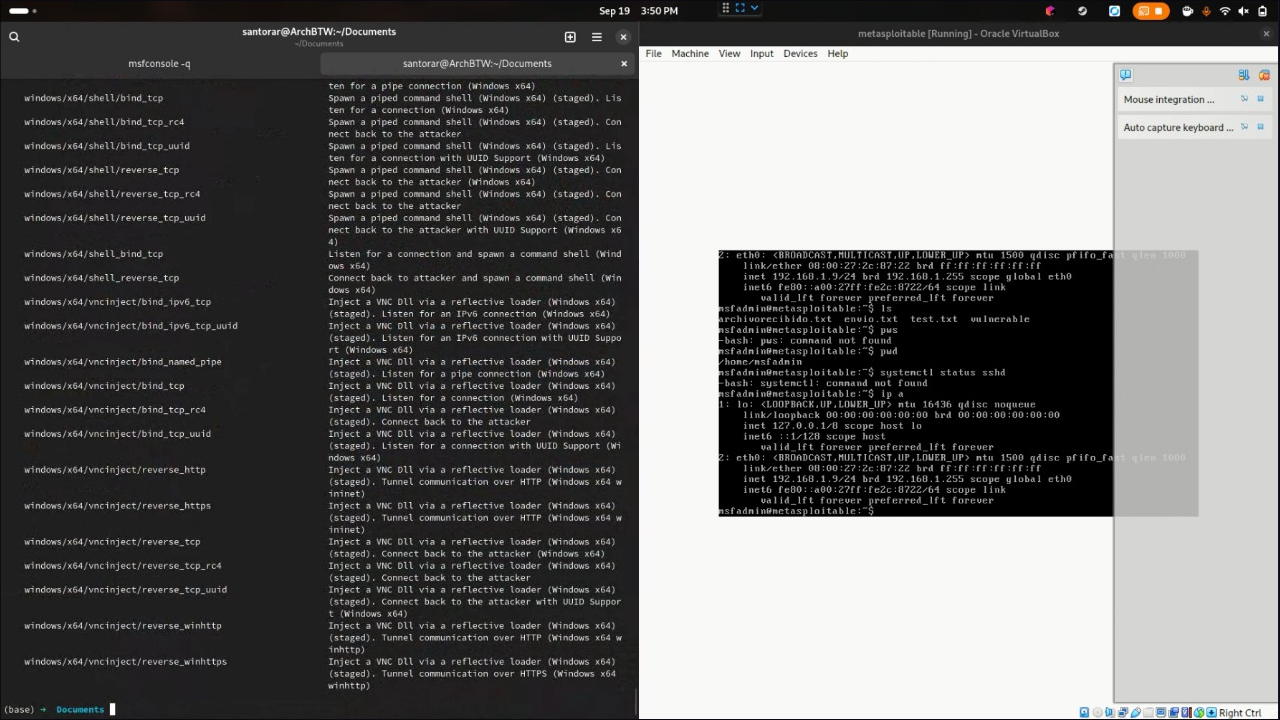 Sep 19 3:50 PM
santorar@ArchBTW:~/Documents
~/Documents
msfconsole -q
santorar@ArchBTW:~/Documents
ten for a pipe connection (Windows x64)
windows/x64/shell/bind_tcp Spawn a piped command shell (Windows x64) (staged). Lis
ten for a connection (Windows x64)
windows/x64/shell/bind_tcp_rc4 Spawn a piped command shell (Windows x64) (staged). Co
nnect back to the attacker
windows/x64/shell/bind_tcp_uuid Spawn a piped command shell (Windows x64) (staged). Lis
ten for a connection with UUID Support (Windows x64)
windows/x64/shell/reverse_tcp Spawn a piped command shell (Windows x64) (staged). Con
nect back to the attacker (Windows x64)
windows/x64/shell/reverse_tcp_rc4 Spawn a piped command shell (Windows x64) (staged). Co
nnect back to the attacker
windows/x64/shell/reverse_tcp_uuid Spawn a piped command shell (Windows x64) (staged). Con
nect back to the attacker with UUID Support (Windows x6
4)
windows/x64/shell_bind_tcp Listen for a connection and spawn a command shell (Wind
ows x64)
windows/x64/shell_reverse_tcp Connect back to attacker and spawn a command shell (Win
dows x64)
windows/x64/vncinject/bind_ipv6_tcp Inject a VNC Dll via a reflective loader (Windows x64)
(staged). Listen for an IPv6 connection (Windows x64)
windows/x64/vncinject/bind_ipv6_tcp_uuid Inject a VNC Dll via a reflective loader (Windows x64)
(staged). Listen for an IPv6 connection with UUID Suppo
rt (Windows x64)
windows/x64/vncinject/bind_named_pipe Inject a VNC Dll via a reflective loader (Windows x64)
(staged). Listen for a pipe connection (Windows x64)
windows/x64/vncinject/bind_tcp Inject a VNC Dll via a reflective loader (Windows x64)
(staged). Listen for a connection (Windows x64)
windows/x64/vncinject/bind_tcp_rc4 Inject a VNC Dll via a reflective loader (Windows x64)
(staged). Connect back to the attacker
windows/x64/vncinject/bind_tcp_uuid Inject a VNC Dll via a reflective loader (Windows x64)
(staged). Listen for a connection with UUID Support (Wi
ndows x64)
windows/x64/vncinject/reverse_http Inject a VNC Dll via a reflective loader (Windows x64)
(staged). Tunnel communication over HTTP (Windows x64 w
ininet)
windows/x64/vncinject/reverse_https Inject a VNC Dll via a reflective loader (Windows x64)
(staged). Tunnel communication over HTTP (Windows x64 w
ininet)
windows/x64/vncinject/reverse_tcp Inject a VNC Dll via a reflective loader (Windows x64)
(staged). Connect back to the attacker (Windows x64)
windows/x64/vncinject/reverse_tcp_rc4 Inject a VNC Dll via a reflective loader (Windows x64)
(staged). Connect back to the attacker
windows/x64/vncinject/reverse_tcp_uuid Inject a VNC Dll via a reflective loader (Windows x64)
(staged). Connect back to the attacker with UUID Suppor
t (Windows x64)
windows/x64/vncinject/reverse_winhttp Inject a VNC Dll via a reflective loader (Windows x64)
(staged). Tunnel communication over HTTP (Windows x64 w
inhttp)
windows/x64/vncinject/reverse_winhttps Inject a VNC Dll via a reflective loader (Windows x64)
(staged). Tunnel communication over HTTPS (Windows x64
winhttp)
(base) → Documents
metasploitable [Running] - Oracle VirtualBox
File Machine View Input Devices Help
Mouse integration ...
Auto capture keyboard ...
2: eth0: <BROADCAST,MULTICAST,UP,LOWER_UP> mtu 1500 qdisc pfifo_fast qlen 1000
link/ether 08:00:27:2c:87:22 brd ff:ff:ff:ff:ff:ff
inet 192.168.1.9/24 brd 192.168.1.255 scope global eth0
inet6 fe80::a00:27ff:fe2c:8722/64 scope link
valid_lft forever preferred_lft forever
msfadmin@metasploitable:~$ ls
archivorecibido.txt envio.txt test.txt vulnerable
msfadmin@metasploitable:~$ pws
-bash: pws: command not found
msfadmin@metasploitable:~$ pwd
/home/msfadmin
msfadmin@metasploitable:~$ systemctl status sshd
-bash: systemctl: command not found
msfadmin@metasploitable:~$ ip a
1: lo: <LOOPBACK,UP,LOWER_UP> mtu 16436 qdisc noqueue
link/loopback 00:00:00:00:00:00 brd 00:00:00:00:00:00
inet 127.0.0.1/8 scope host lo
inet6 ::1/128 scope host
valid_lft forever preferred_lft forever
2: eth0: <BROADCAST,MULTICAST,UP,LOWER_UP> mtu 1500 qdisc pfifo_fast qlen 1000
link/ether 08:00:27:2c:87:22 brd ff:ff:ff:ff:ff:ff
inet 192.168.1.9/24 brd 192.168.1.255 scope global eth0
inet6 fe80::a00:27ff:fe2c:8722/64 scope link
valid_lft forever preferred_lft forever
msfadmin@metasploitable:~$
Right Ctrl